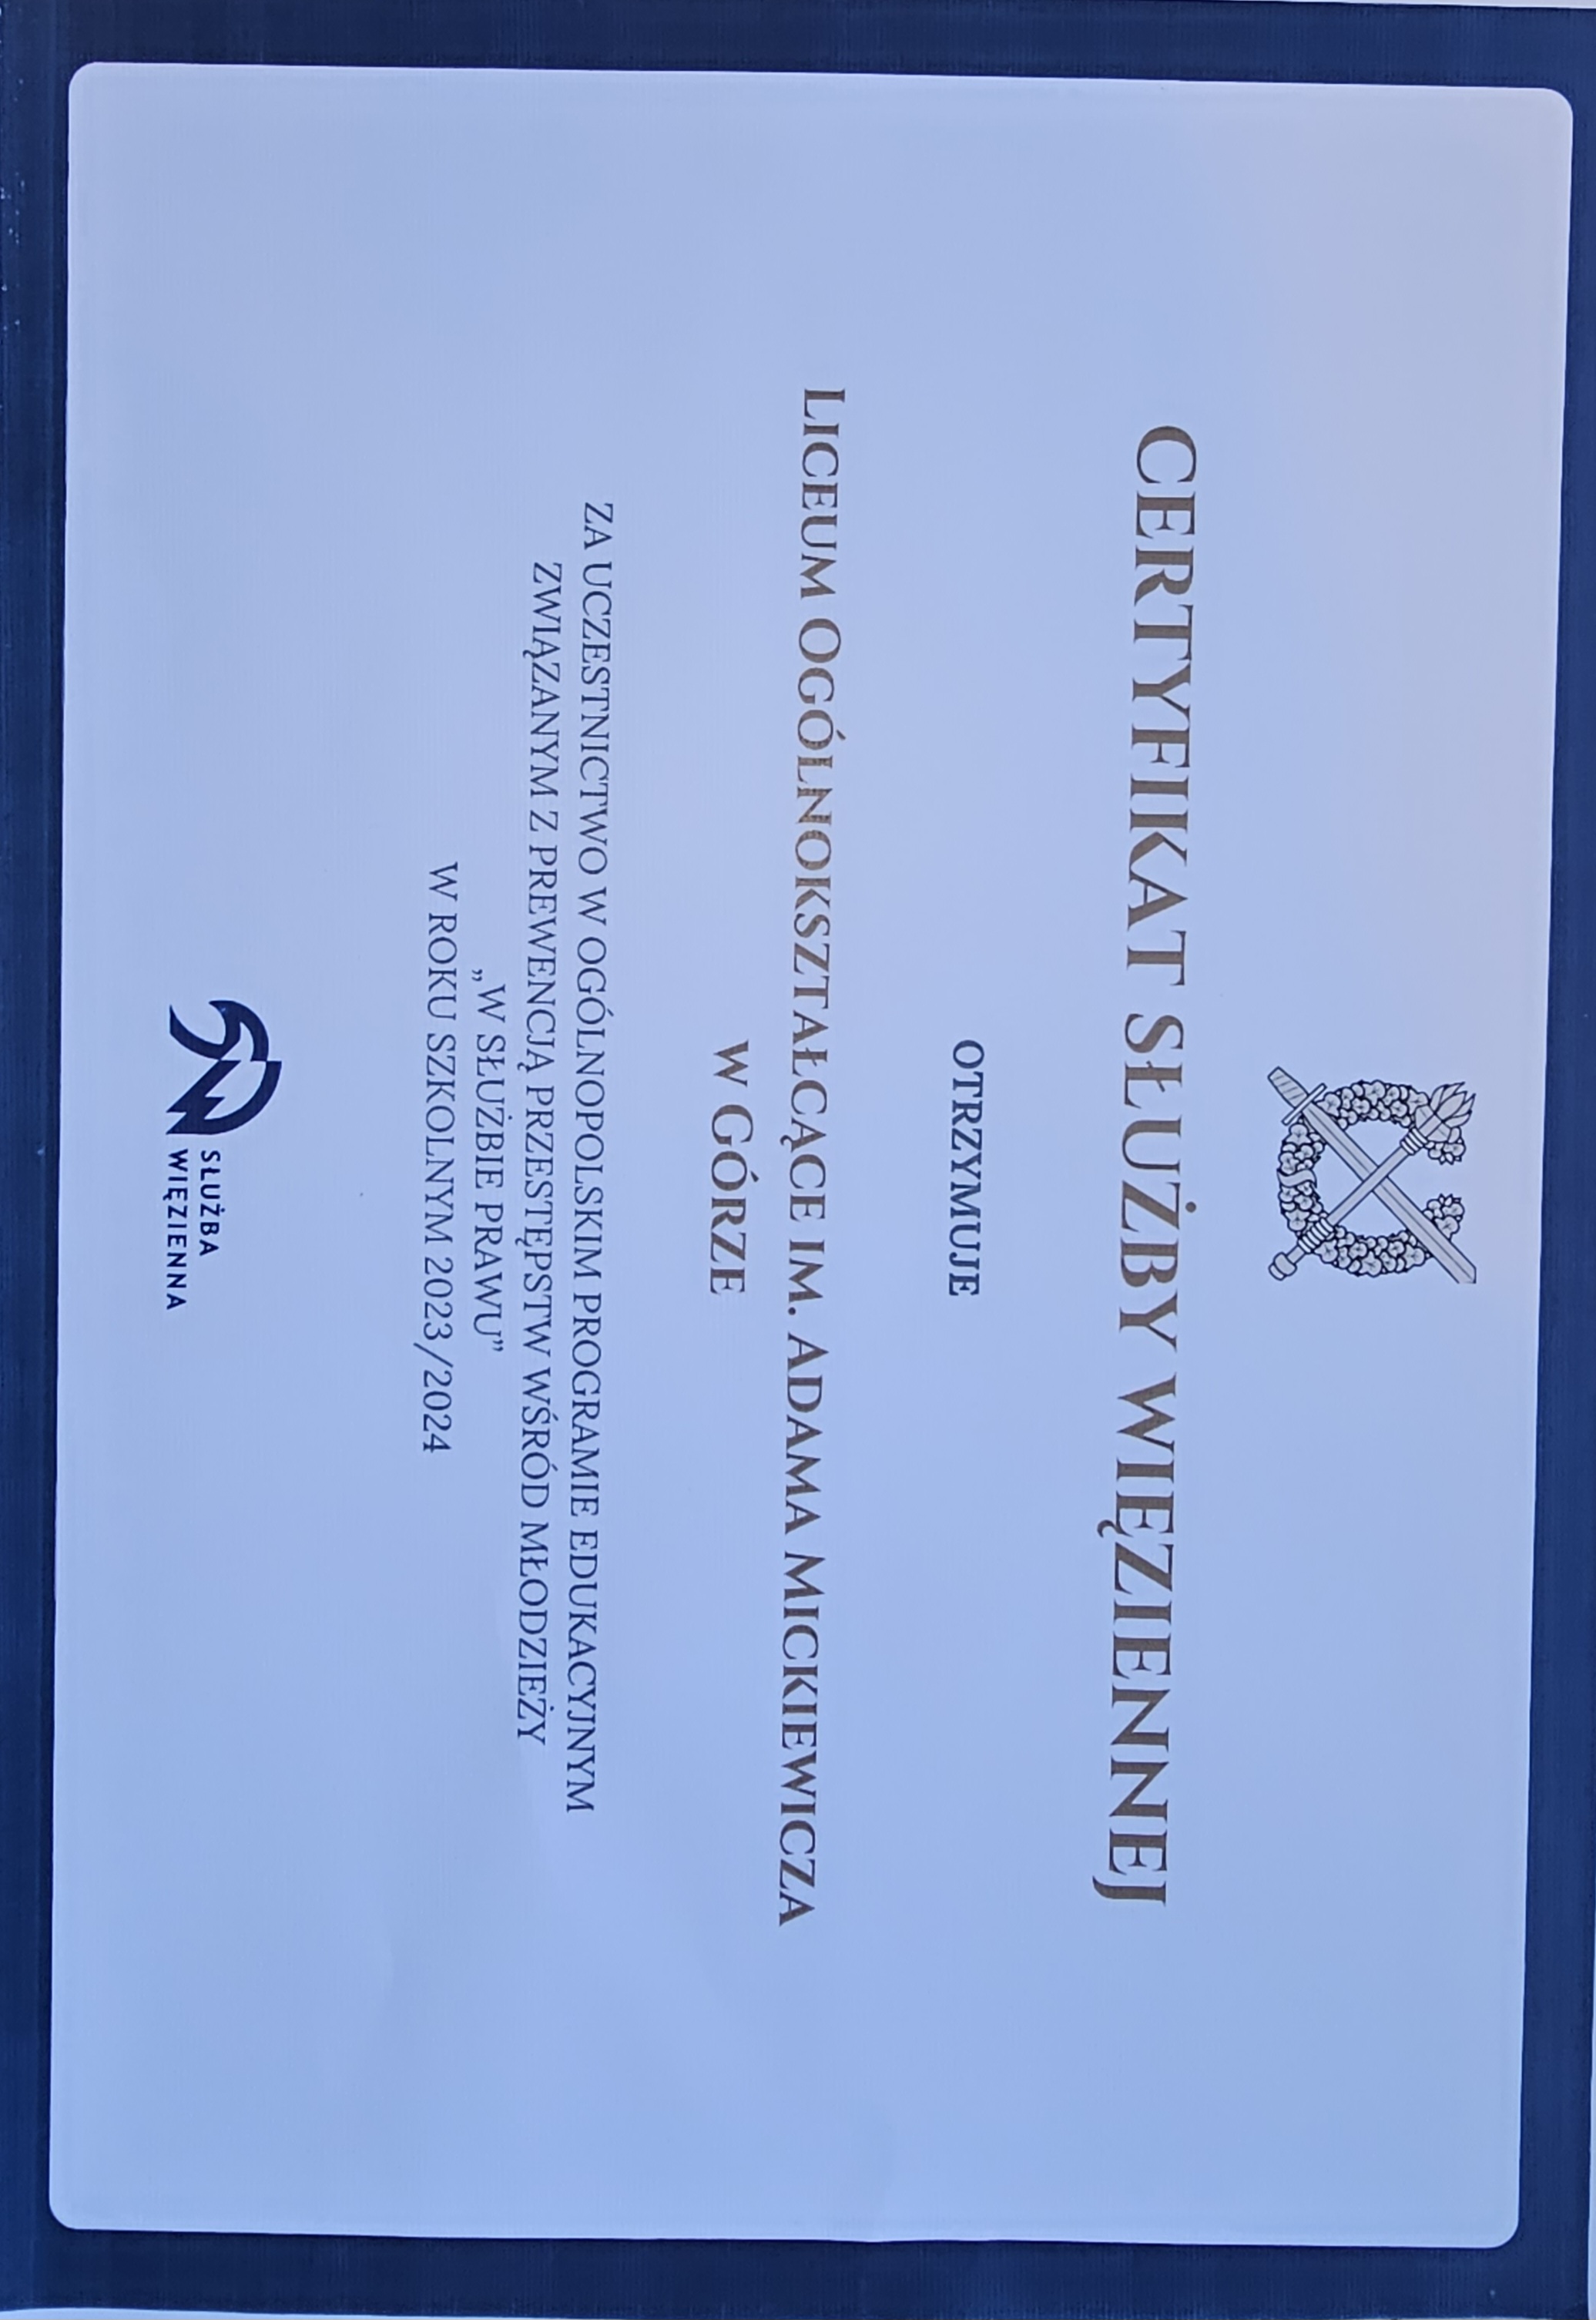 CERTYFIKAT SŁUŻBY WIĘZIENNEJ
OTRZYMUJE
LICEUM OGÓLNOKSZTAŁCĄCE IM. ADAMA MICKIEWICZA
W GÓRZE
ZA UCZESTNICTWO W OGÓLNOPOLSKIM PROGRAMIE EDUKACYJNYM
ZWIĄZANYM Z PREWENCJĄ PRZESTĘPSTW WŚRÓD MŁODZIEŻY
„W SŁUŻBIE PRAWU”
W ROKU SZKOLNYM 2023/2024
SŁUŻBA
WIĘZIENNA